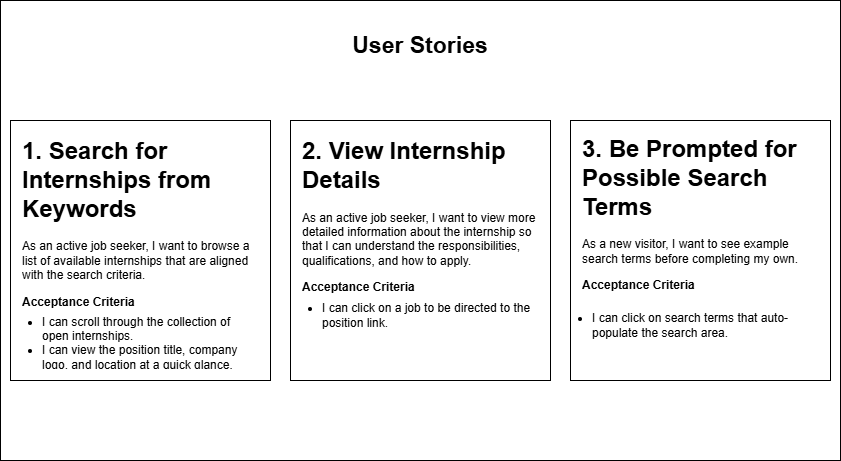 User Stories
1. Search for
Internships from
Keywords
As an active job seeker, I want to browse a
list of available internships that are aligned
with the search criteria.
Acceptance Criteria
• I can scroll through the collection of
open internships.
• I can view the position title, company
logo, and location at a quick glance.
2. View Internship
Details
As an active job seeker, I want to view more
detailed information about the internship so
that I can understand the responsibilities,
qualifications, and how to apply.
Acceptance Criteria
• I can click on a job to be directed to the
position link.
3. Be Prompted for
Possible Search
Terms
As a new visitor, I want to see example
search terms before completing my own.
Acceptance Criteria
• I can click on search terms that auto-
populate the search area.